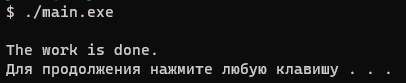 $ ./main.exe
The work is done.
Для продолжения нажмите любую клавишу . . .